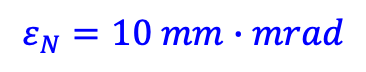 ε_N = 10 mm · mrad